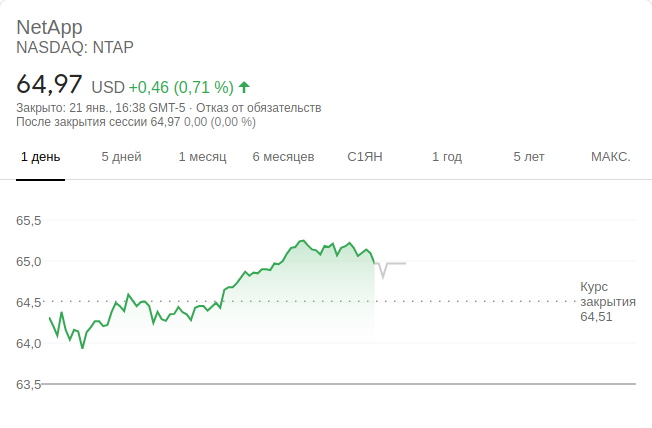 NetApp
NASDAQ: NTAP
64,97 USD +0,46 (0,71 %)
Закрыто: 21 янв., 16:38 GMT-5 · Отказ от обязательств
После закрытия сессии 64,97 0,00 (0,00 %)
1 день 5 дней 1 месяц 6 месяцев С1ЯН 1 год 5 лет МАКС.
65,5
65,0
64,5
64,0
63,5
Курс
закрытия
64,51